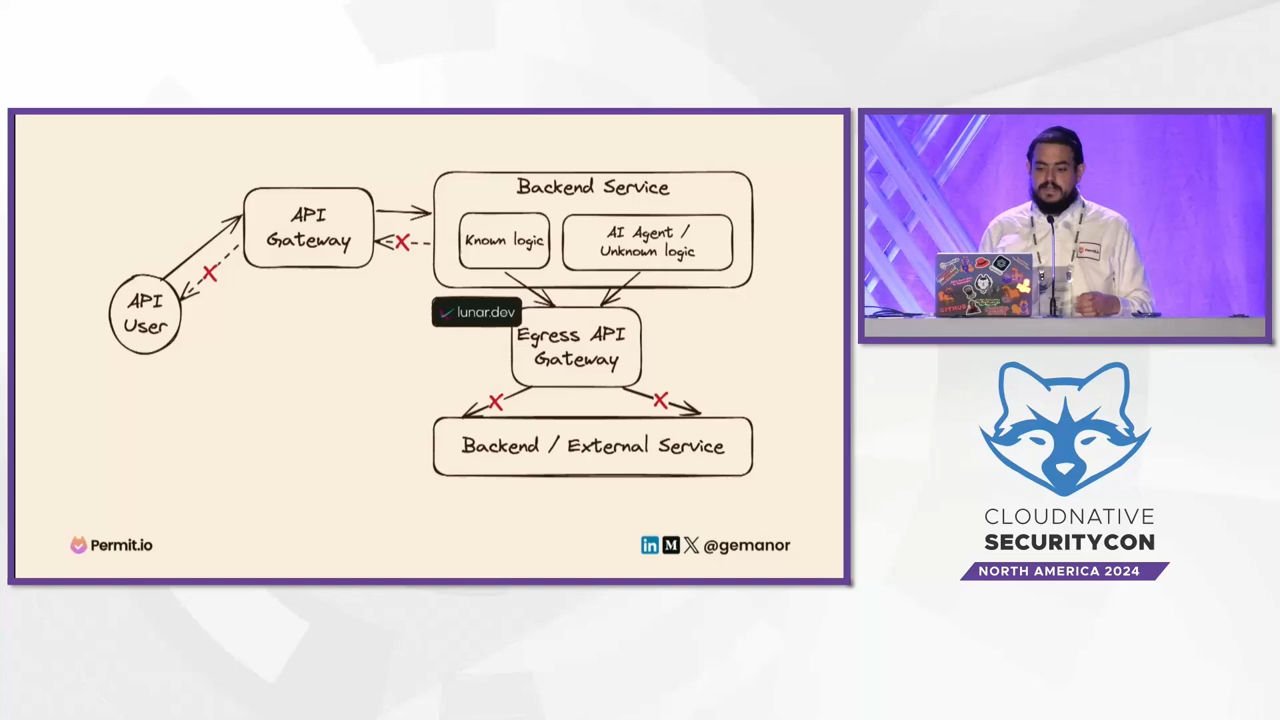 Backend Service
API
Gateway
Known logic
AI Agent /
Unknown logic
API
User
lunar.dev
Egress API
Gateway
Backend / External Service
Permit.io
in M X @gemanor
CLOUDNATIVE
SECURITYCON
NORTH AMERICA 2024